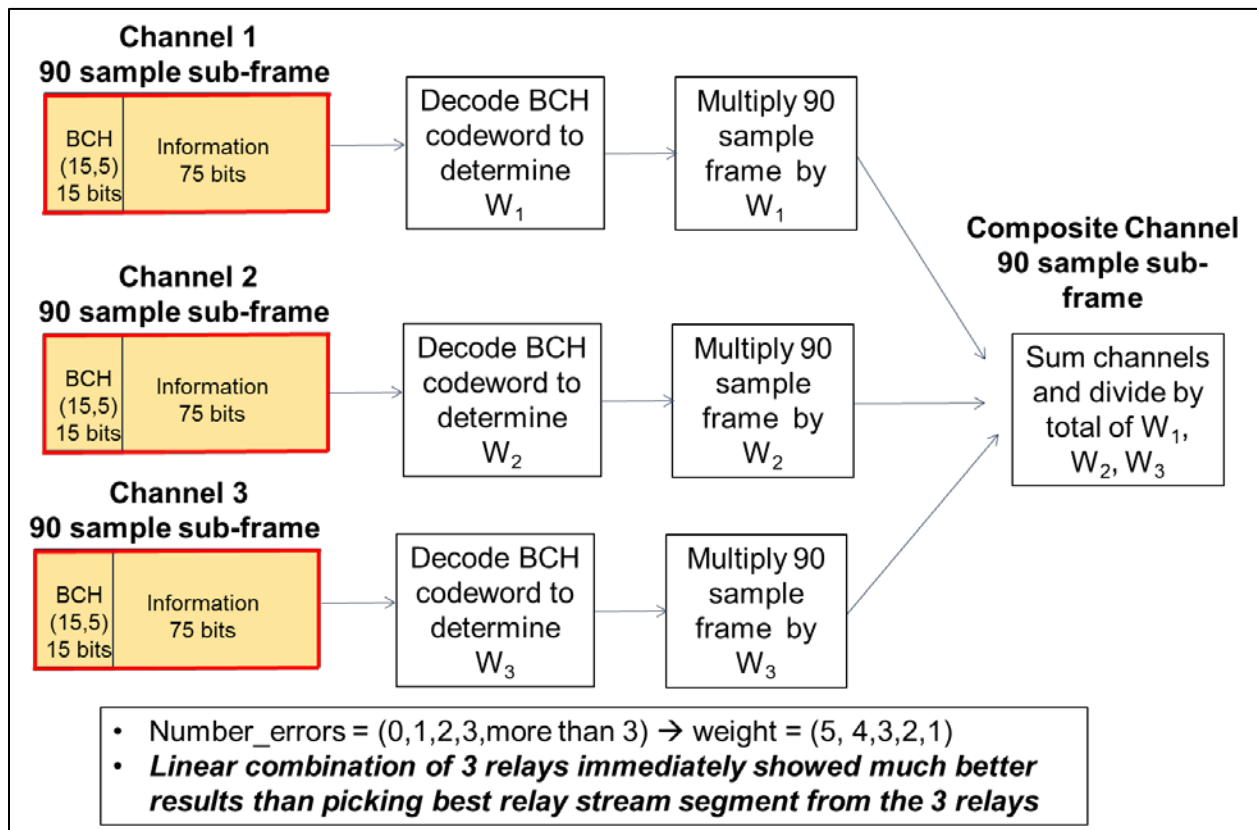 Channel 1
90 sample sub-frame
BCH
(15,5)
15 bits
Information
75 bits
Decode BCH
codeword to
determine
W₁
Multiply 90
sample
frame by
W₁
Channel 2
90 sample sub-frame
BCH
(15,5)
15 bits
Information
75 bits
Decode BCH
codeword to
determine
W₂
Multiply 90
sample
frame by
W₂
Channel 3
90 sample sub-frame
BCH
(15,5)
15 bits
Information
75 bits
Decode BCH
codeword to
determine
W₃
Multiply 90
sample
frame by
W₃
Composite Channel
90 sample sub-
frame
Sum channels
and divide by
total of W₁,
W₂, W₃
• Number_errors = (0,1,2,3,more than 3) → weight = (5, 4,3,2,1)
• Linear combination of 3 relays immediately showed much better
results than picking best relay stream segment from the 3 relays